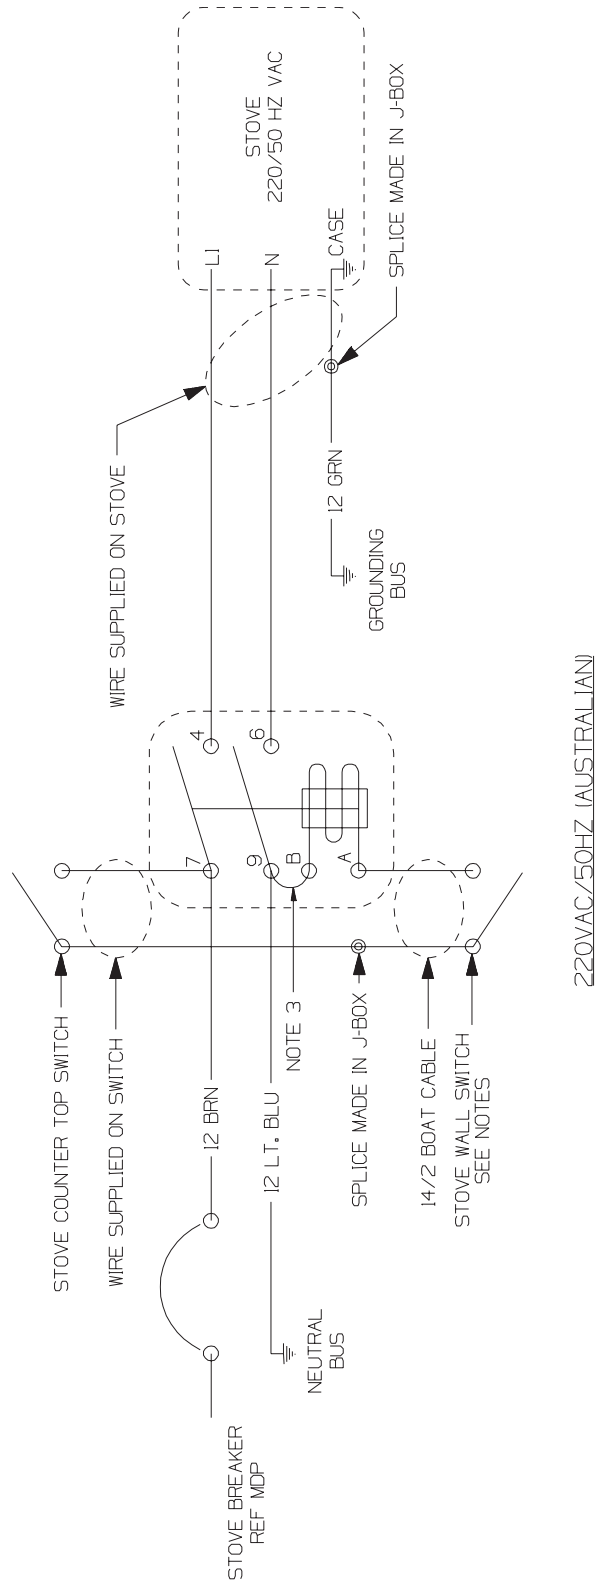 STOVE
220/50 HZ VAC
L1
N
CASE
SPLICE MADE IN J-BOX
WIRE SUPPLIED ON STOVE
12 GRN
GROUNDING
BUS
4
6
7
9
B
A
NOTE 3
STOVE COUNTER TOP SWITCH
WIRE SUPPLIED ON SWITCH
12 BRN
12 LT. BLU
SPLICE MADE IN J-BOX
14/2 BOAT CABLE
STOVE WALL SWITCH
SEE NOTES
NEUTRAL
BUS
STOVE BREAKER
REF MDP
220VAC/50HZ (AUSTRALIAN)